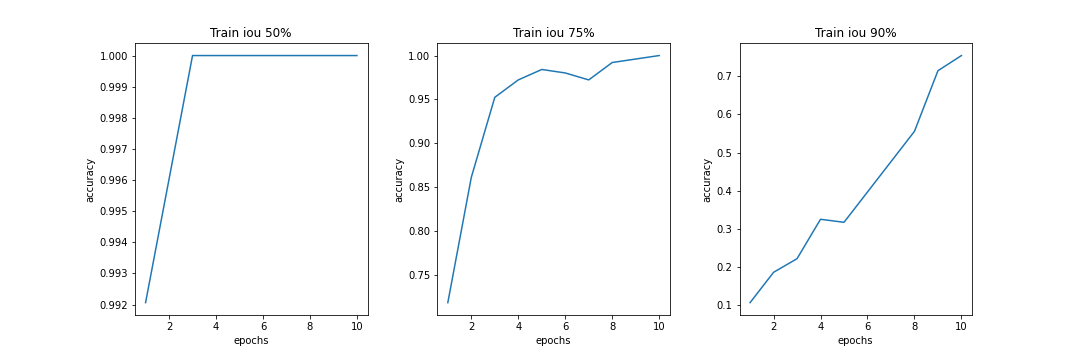 Train iou 50%
1.000
0.999
0.998
0.997
0.996
0.995
0.994
0.993
0.992
accuracy
2 4 6 8 10
epochs
Train iou 75%
1.00
0.95
0.90
0.85
0.80
0.75
accuracy
2 4 6 8 10
epochs
Train iou 90%
0.7
0.6
0.5
0.4
0.3
0.2
0.1
accuracy
2 4 6 8 10
epochs